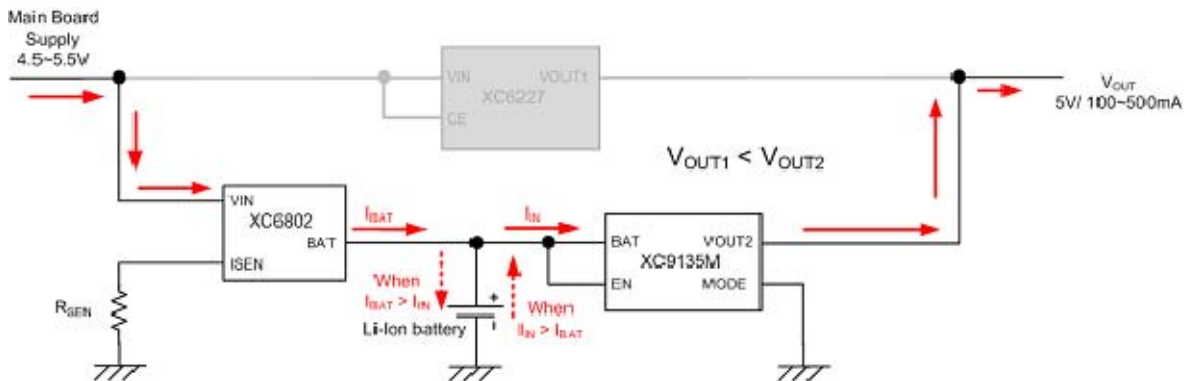 Main Board
Supply
4.5~5.5V
VIN
VOUT1
XC6227
CE
VOUT
5V/ 100~500mA
VOUT1 < VOUT2
VIN
XC6802
BAT
ISEN
IBAT
IIN
BAT
VOUT2
XC9135M
EN
MODE
When
IBAT > IIN
When
IIN > IBAT
RSEN
+
Li-Ion battery